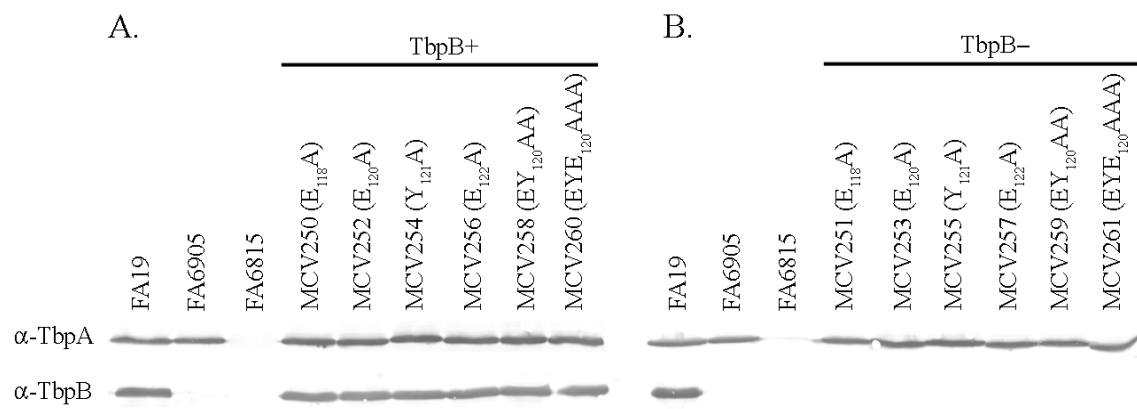 A.
TbpB+
FA19
FA6905
FA6815
MCV250 (E₁₁₈A)
MCV252 (E₁₂₀A)
MCV254 (Y₁₂₁A)
MCV256 (E₁₂₂A)
MCV258 (EY₁₂₀AA)
MCV260 (EYE₁₂₀AAA)
B.
TbpB–
FA19
FA6905
FA6815
MCV251 (E₁₁₈A)
MCV253 (E₁₂₀A)
MCV255 (Y₁₂₁A)
MCV257 (E₁₂₂A)
MCV259 (EY₁₂₀AA)
MCV261 (EYE₁₂₀AAA)
α-TbpA
α-TbpB